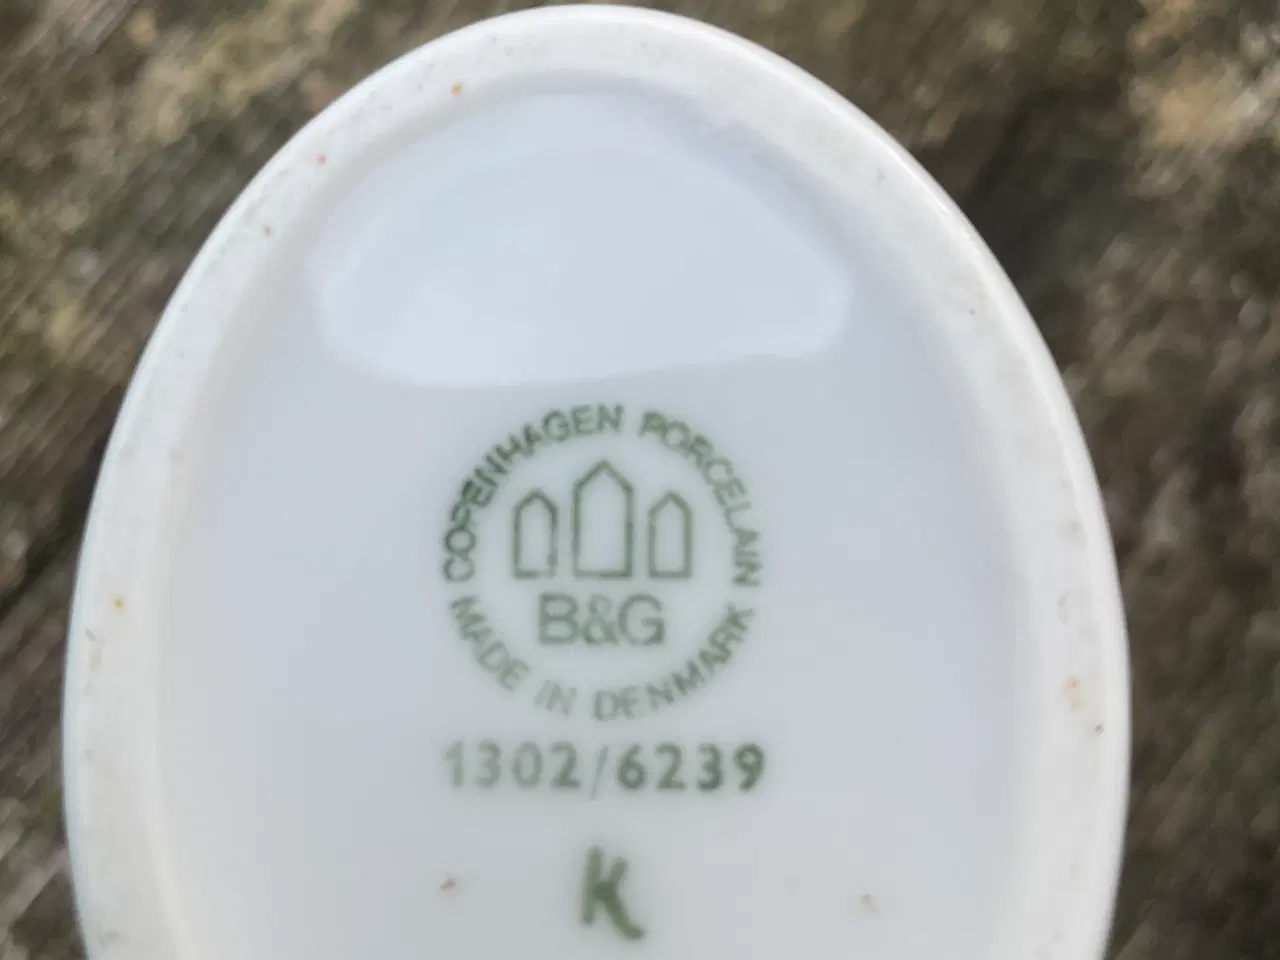 COPENHAGEN PORCELAIN
B&G
MADE IN DENMARK
1302/6239
K